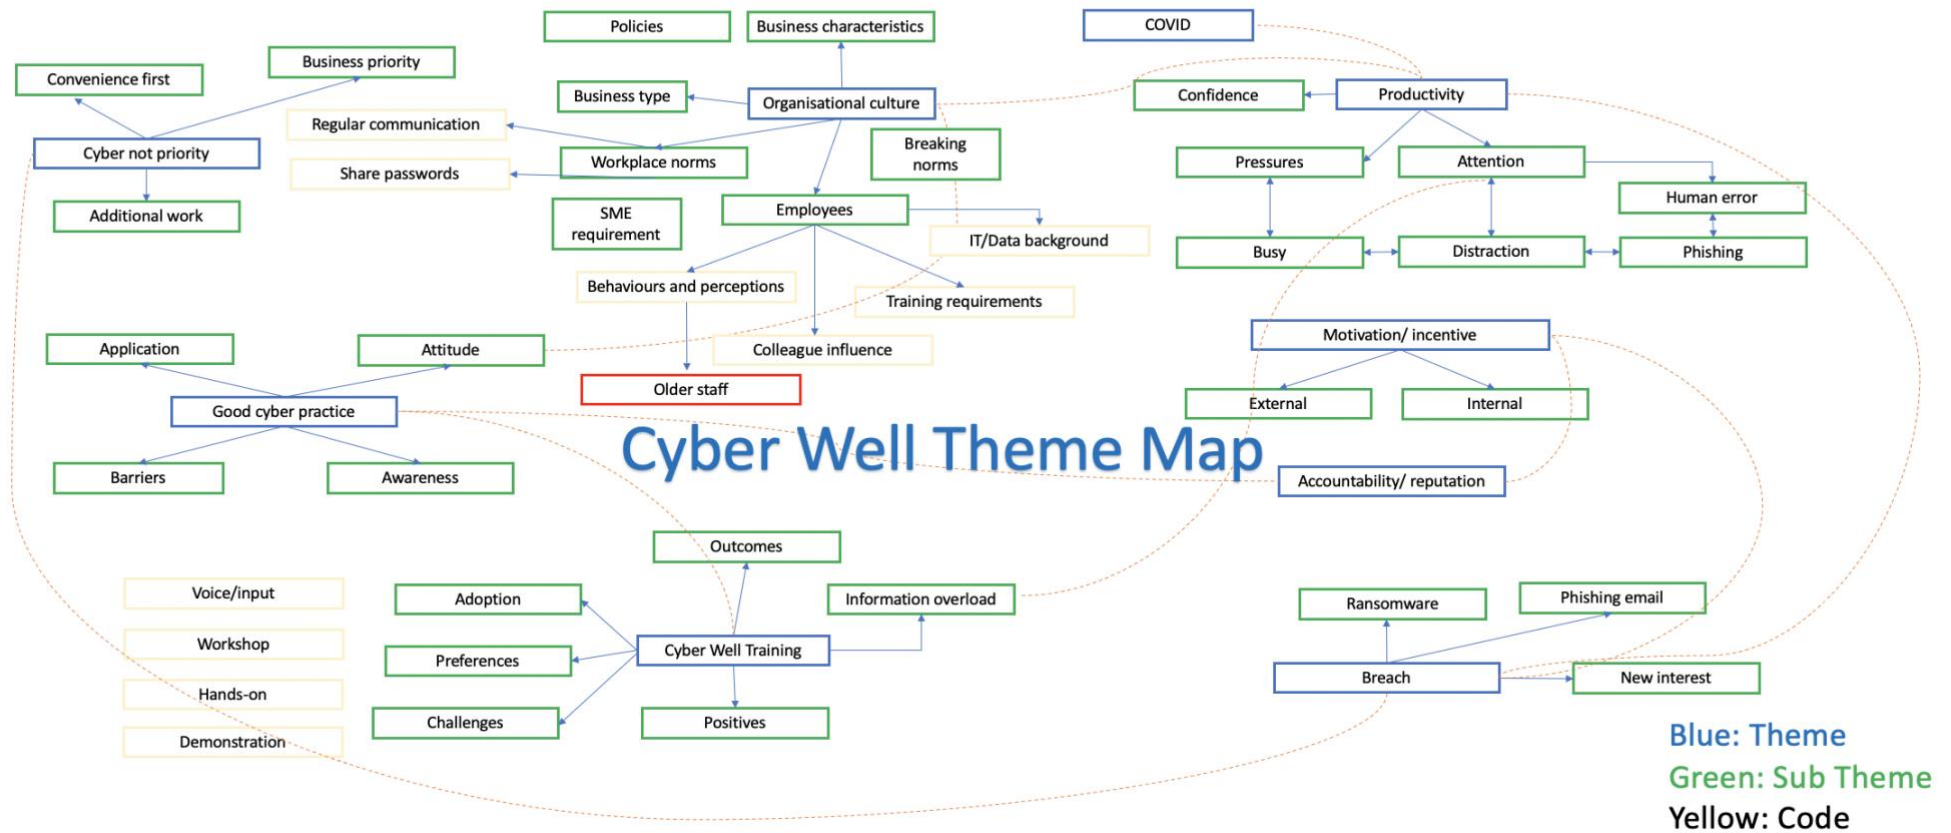 Policies
Business characteristics
COVID
Convenience first
Business priority
Business type
Organisational culture
Confidence
Productivity
Regular communication
Cyber not priority
Workplace norms
Breaking
norms
Pressures
Attention
Share passwords
Human error
Additional work
SME
requirement
Employees
IT/Data background
Busy
Distraction
Phishing
Behaviours and perceptions
Training requirements
Application
Attitude
Colleague influence
Motivation/ incentive
Older staff
External
Internal
Good cyber practice
Cyber Well Theme Map
Barriers
Awareness
Accountability/ reputation
Outcomes
Voice/input
Adoption
Information overload
Ransomware
Phishing email
Workshop
Preferences
Cyber Well Training
Breach
New interest
Hands-on
Challenges
Positives
Demonstration
Blue: Theme
Green: Sub Theme
Yellow: Code